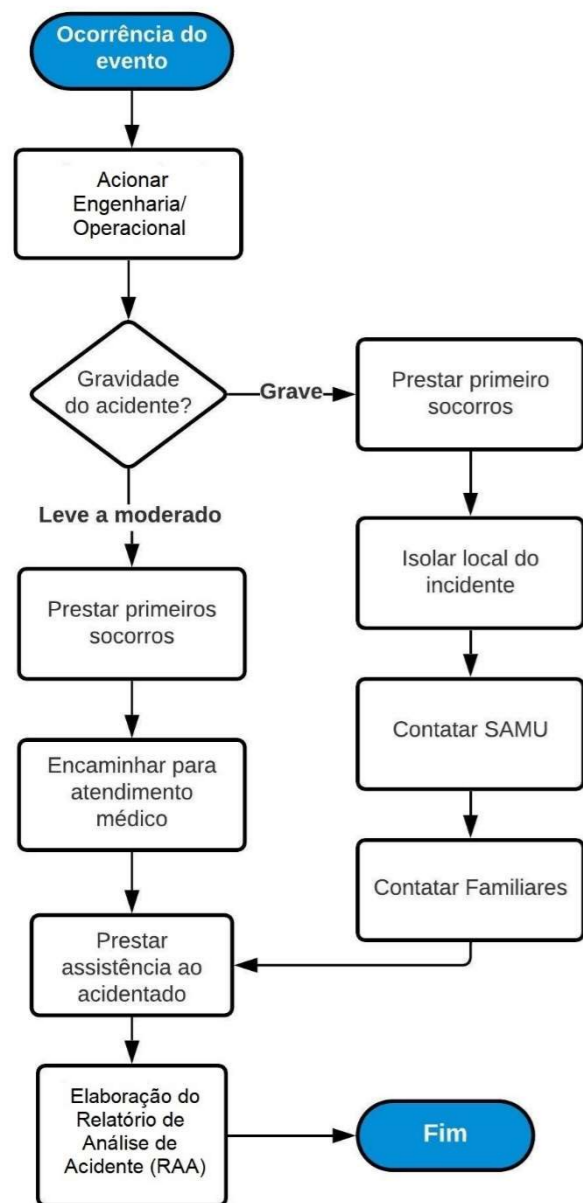 Ocorrência do
evento
Acionar
Engenharia/
Operacional
Gravidade
do acidente?
Grave
Prestar primeiro
socorros
Leve a moderado
Isolar local do
incidente
Prestar primeiros
socorros
Contatar SAMU
Encaminhar para
atendimento
médico
Contatar Familiares
Prestar
assistência ao
acidentado
Elaboração do
Relatório de
Análise de
Acidente (RAA)
Fim